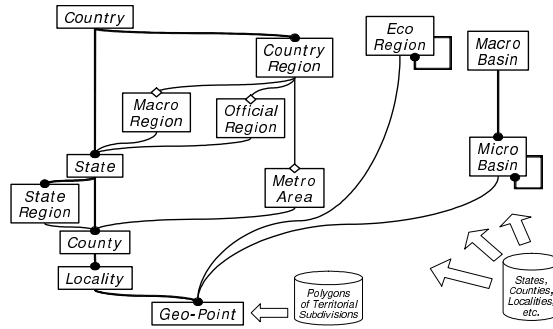 Country
Country
Region
Eco
Region
Macro
Basin
Macro
Region
Official
Region
State
Micro
Basin
State
Region
Metro
Area
County
Locality
Geo-Point
Polygons
of Territorial
Subdivisions
States,
Counties,
Localities,
etc.